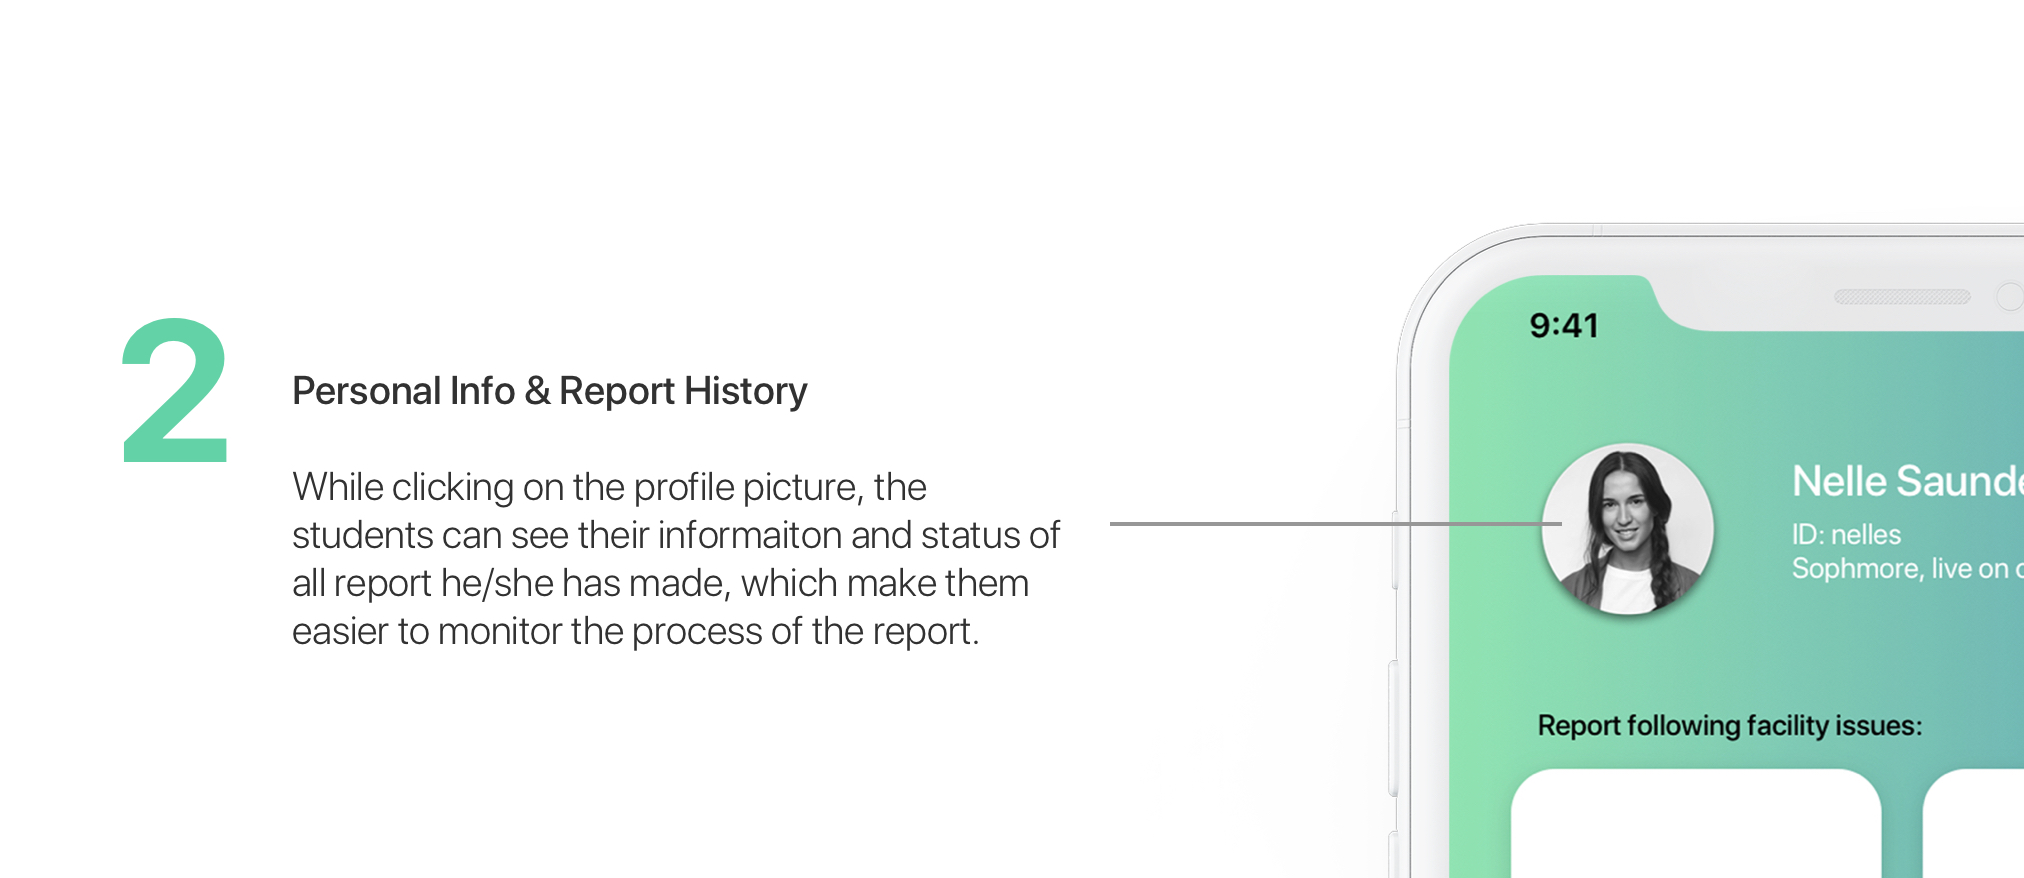 2
Personal Info & Report History
While clicking on the profile picture, the
students can see their informaiton and status of
all report he/she has made, which make them
easier to monitor the process of the report.
9:41
Nelle Saunde
ID: nelles
Sophmore, live on
Report following facility issues: